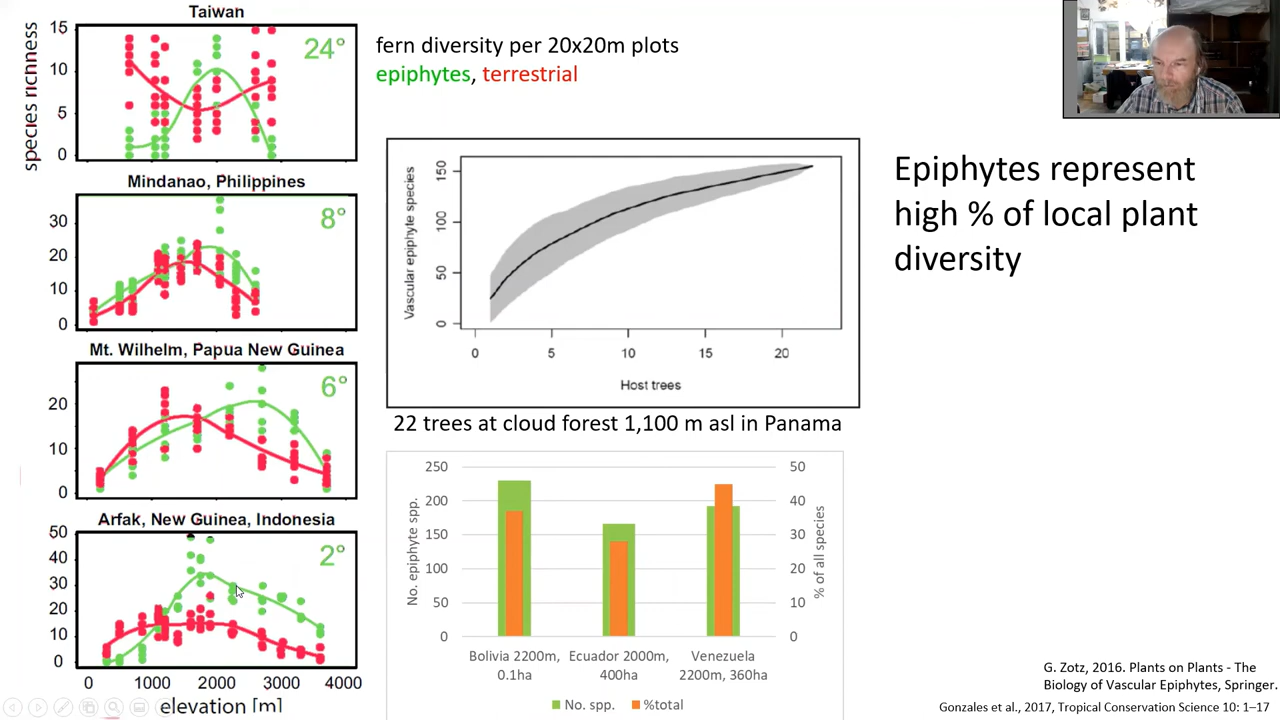 Taiwan
species richness
15
10
5
0
24°
Mindanao, Philippines
30
20
10
0
8°
Mt. Wilhelm, Papua New Guinea
20
10
0
6°
Arfak, New Guinea, Indonesia
50
40
30
20
10
0
2°
0 1000 2000 3000 4000
elevation [m]
fern diversity per 20x20m plots
epiphytes, terrestrial
Vascular epiphyte species
150
100
50
0
0 5 10 15 20
Host trees
22 trees at cloud forest 1,100 m asl in Panama
No. epiphyte spp.
250
200
150
100
50
0
50
40
30
20
10
0
% of all species
Bolivia 2200m, 0.1ha
Ecuador 2000m, 400ha
Venezuela 2200m, 360ha
No. spp. %total
Epiphytes represent
high % of local plant
diversity
G. Zotz, 2016. Plants on Plants - The
Biology of Vascular Epiphytes, Springer.
Gonzales et al., 2017, Tropical Conservation Science 10: 1–17